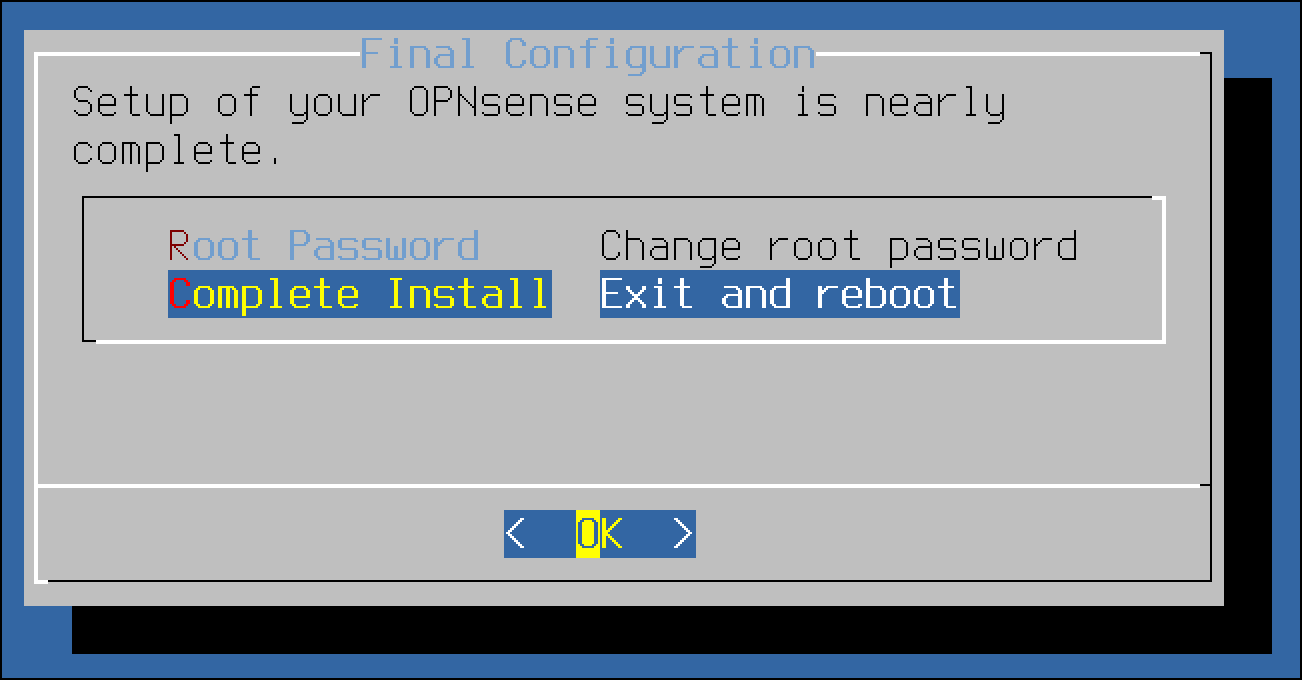 Final Configuration
Setup of your OPNsense system is nearly
complete.
Root Password Change root password
Complete Install Exit and reboot
< OK >